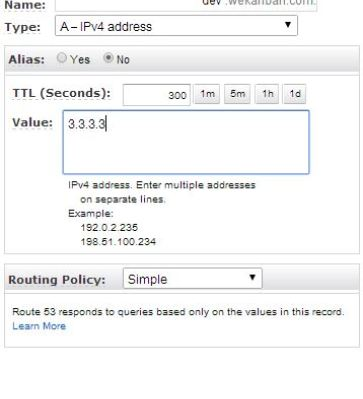 Name: dev .wekanban.com.
Type: A – IPv4 address
Alias: Yes No
TTL (Seconds): 300 1m 5m 1h 1d
Value: 3.3.3.3
IPv4 address. Enter multiple addresses
on separate lines.
Example:
192.0.2.235
198.51.100.234
Routing Policy: Simple
Route 53 responds to queries based only on the values in this record.
Learn More